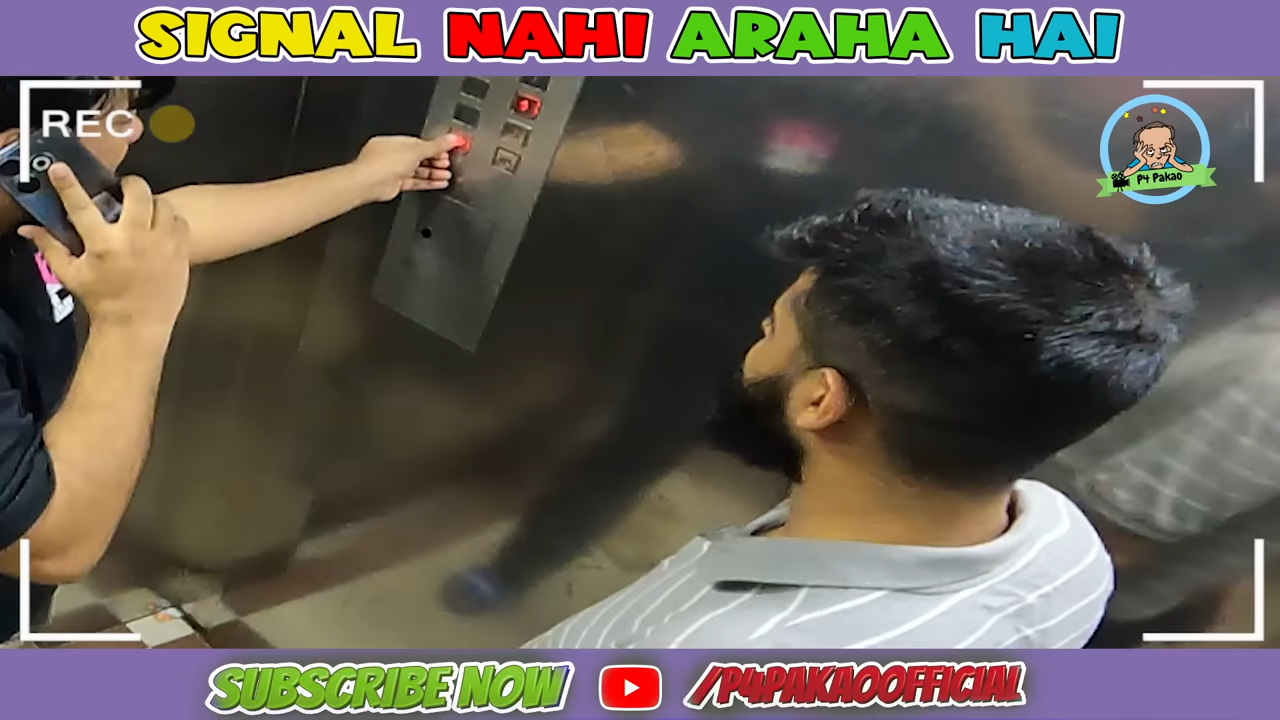 SIGNAL NAHI ARAHA HAI
REC
P4 Pakao
SUBSCRIBE NOW /P4PAKAOOFFICIAL